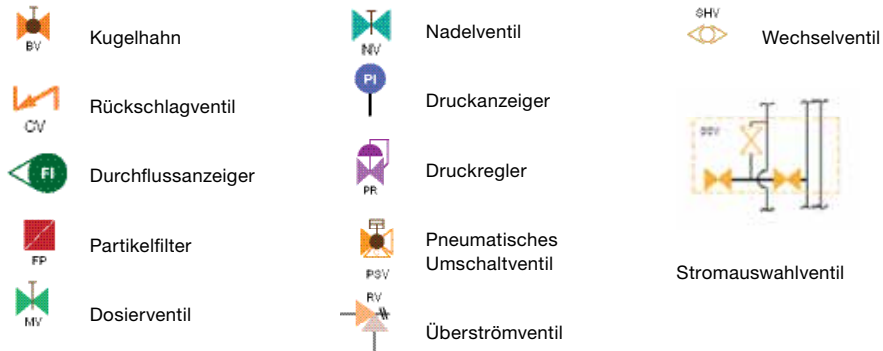 BV
Kugelhahn
CV
Rückschlagventil
FI
Durchflussanzeiger
FP
Partikelfilter
MV
Dosierventil
NV
Nadelventil
PI
Druckanzeiger
PR
Druckregler
PSV
Pneumatisches
Umschaltventil
RV
Überströmventil
SHV
Wechselventil
SSV
Stromauswahlventil